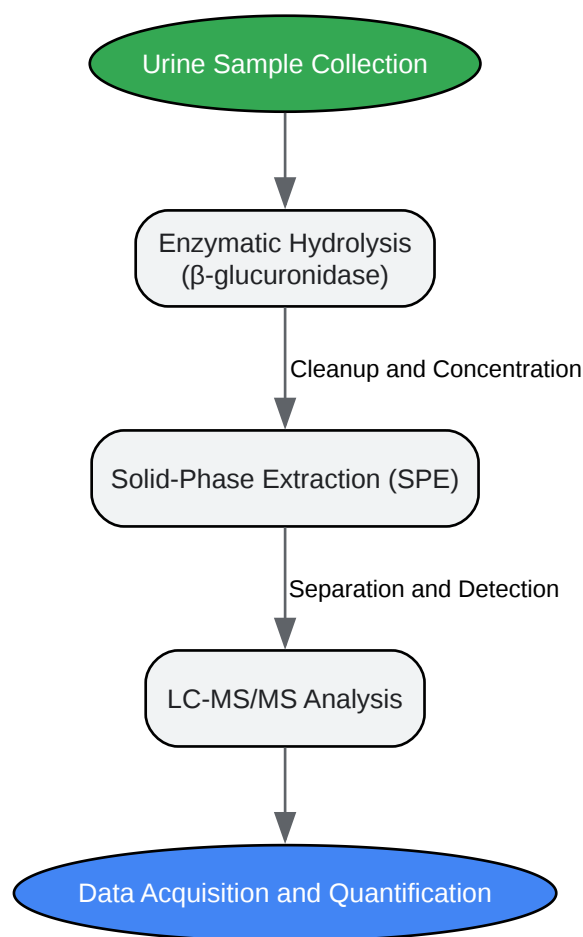 Urine Sample Collection
Enzymatic Hydrolysis
(β-glucuronidase)
Cleanup and Concentration
Solid-Phase Extraction (SPE)
Separation and Detection
LC-MS/MS Analysis
Data Acquisition and Quantification